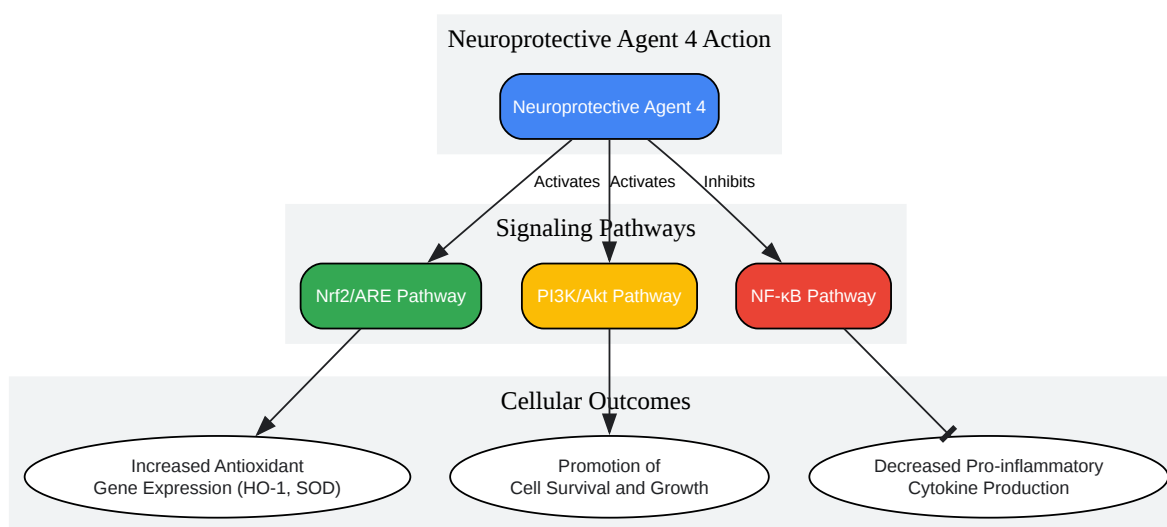 Neuroprotective Agent 4 Action
Neuroprotective Agent 4
Activates
Activates
Inhibits
Signaling Pathways
Nrf2/ARE Pathway
PI3K/Akt Pathway
NF-κB Pathway
Cellular Outcomes
Increased Antioxidant
Gene Expression (HO-1, SOD)
Promotion of
Cell Survival and Growth
Decreased Pro-inflammatory
Cytokine Production